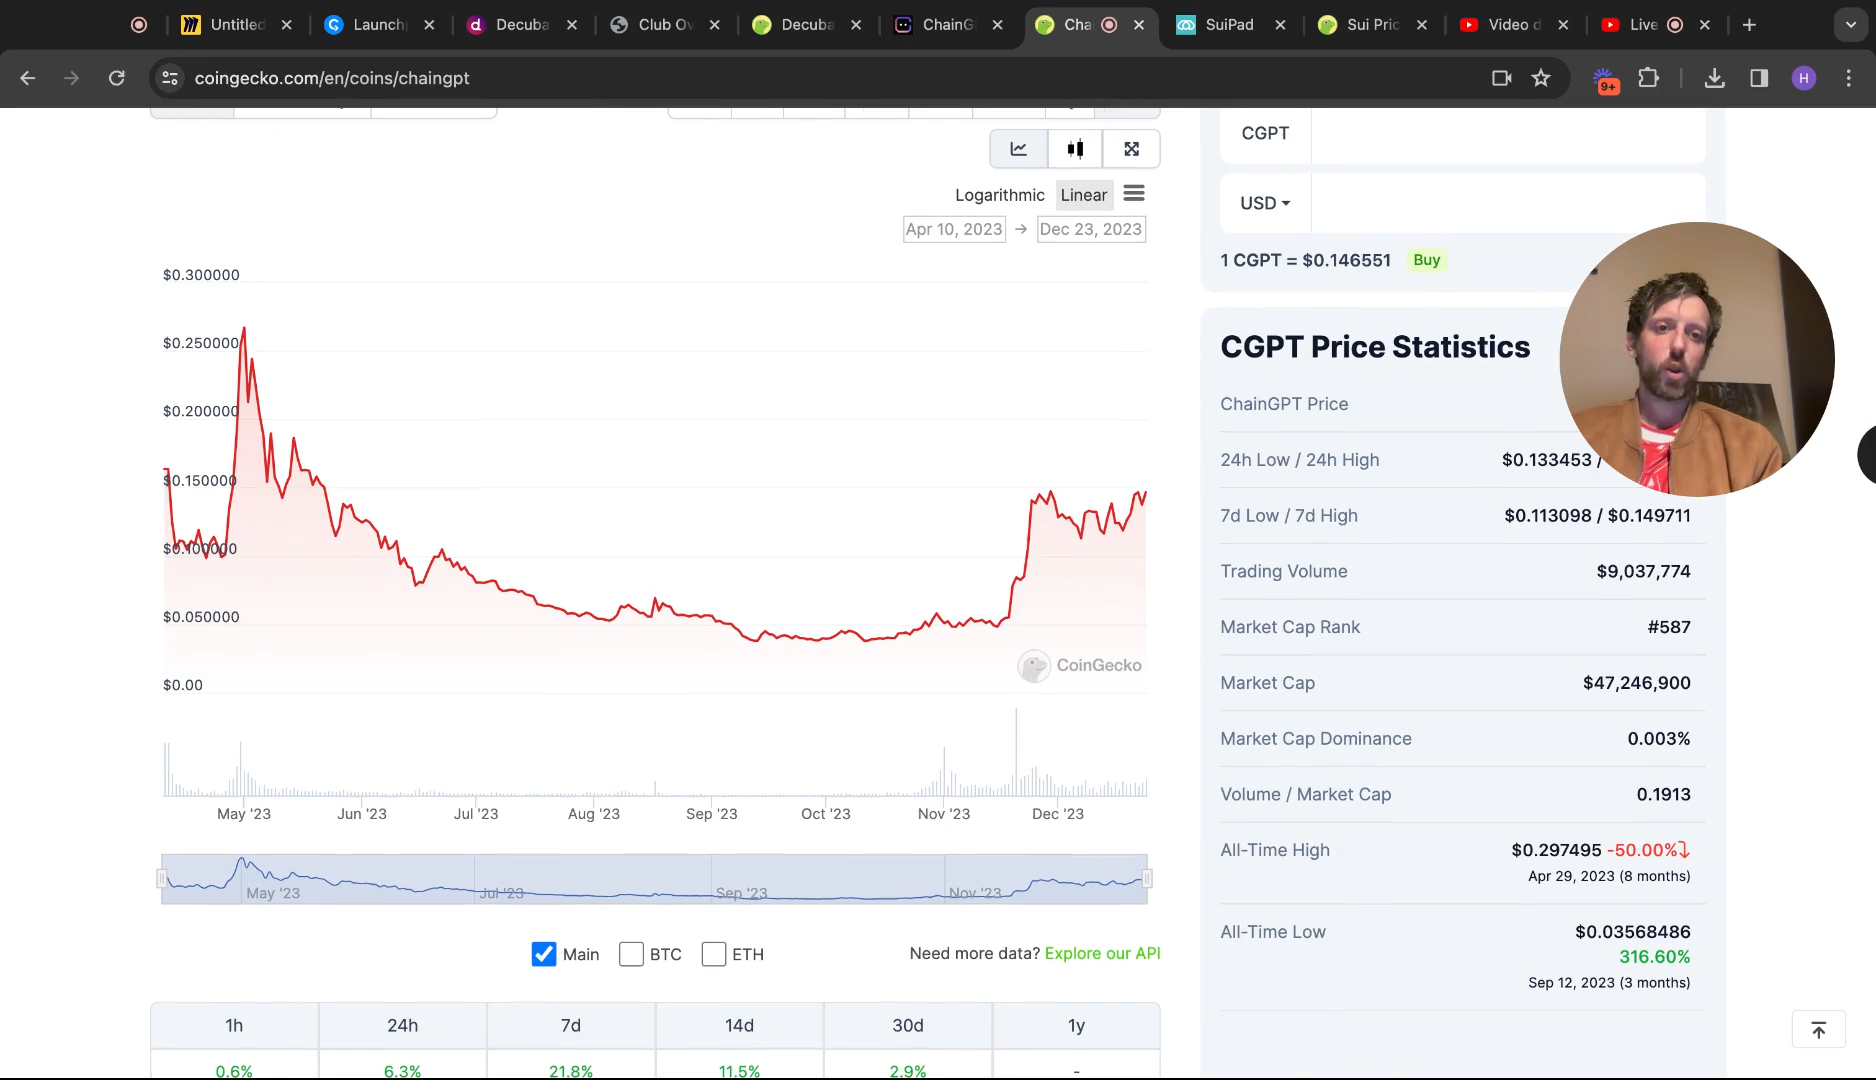 Untitled
Launch
Decuba
Club Ov
Decuba
ChainG
Cha
SuiPad
Sui Pric
Video d
Live
coingecko.com/en/coins/chaingpt
9+
H
CGPT
Logarithmic Linear
USD
Apr 10, 2023 → Dec 23, 2023
1 CGPT = $0.146551 Buy
$0.300000
$0.250000
$0.200000
$0.150000
$0.100000
$0.050000
$0.00
CoinGecko
May '23 Jun '23 Jul '23 Aug '23 Sep '23 Oct '23 Nov '23 Dec '23
May '23 Jul '23 Sep '23 Nov '23
Main BTC ETH
Need more data? Explore our API
1h 24h 7d 14d 30d 1y
0.6% 6.3% 21.8% 11.5% 2.9% -
CGPT Price Statistics
ChainGPT Price
24h Low / 24h High $0.133453 /
7d Low / 7d High $0.113098 / $0.149711
Trading Volume $9,037,774
Market Cap Rank #587
Market Cap $47,246,900
Market Cap Dominance 0.003%
Volume / Market Cap 0.1913
All-Time High $0.297495 -50.00%
Apr 29, 2023 (8 months)
All-Time Low $0.03568486
316.60%
Sep 12, 2023 (3 months)